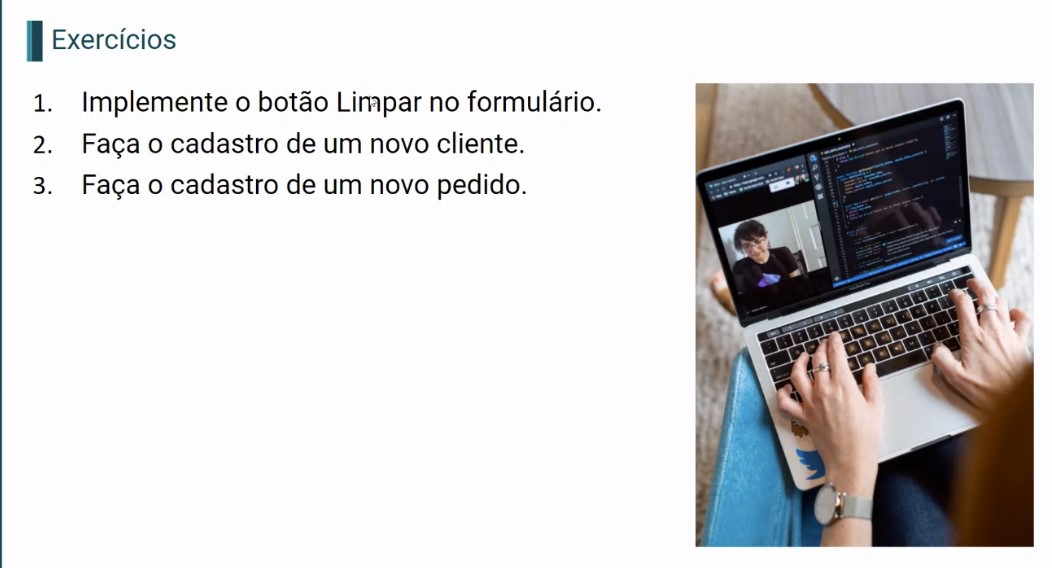 Exercícios
1. Implemente o botão Limpar no formulário.
2. Faça o cadastro de um novo cliente.
3. Faça o cadastro de um novo pedido.